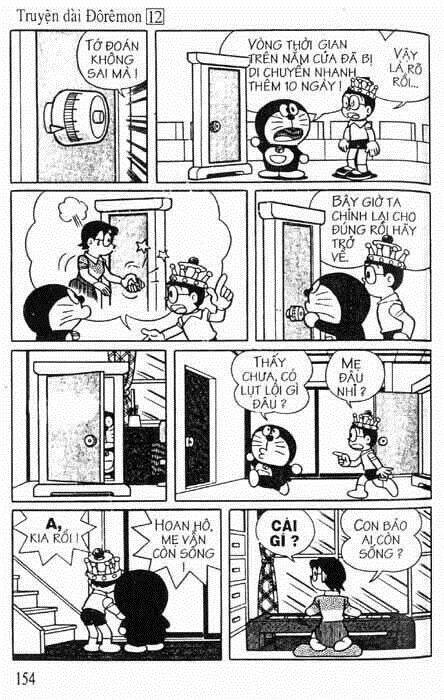 Truyện dài Đôrêmon 12
TỚ ĐOÁN
KHÔNG
SAI MÀ !
VÒNG THỜI GIAN
TRÊN NẮM CỬA ĐÃ BỊ
DI CHUYỂN NHANH
THÊM 10 NGÀY !
VẬY
LÀ RÕ
RỒI...
BÂY GIỜ TA
CHỈNH LẠI CHO
ĐÚNG RỒI HÃY
TRỞ
VỀ.
THẤY
CHƯA, CÓ
LỤT LỘI GÌ
ĐÂU ?
MẸ
ĐÂU
NHỈ ?
A,
KIA RỒI !
HOAN HÔ,
MẸ VẪN
CÒN SỐNG
!
CÁI
GÌ ?
CON BẢO
AI CÒN
SỐNG ?
154